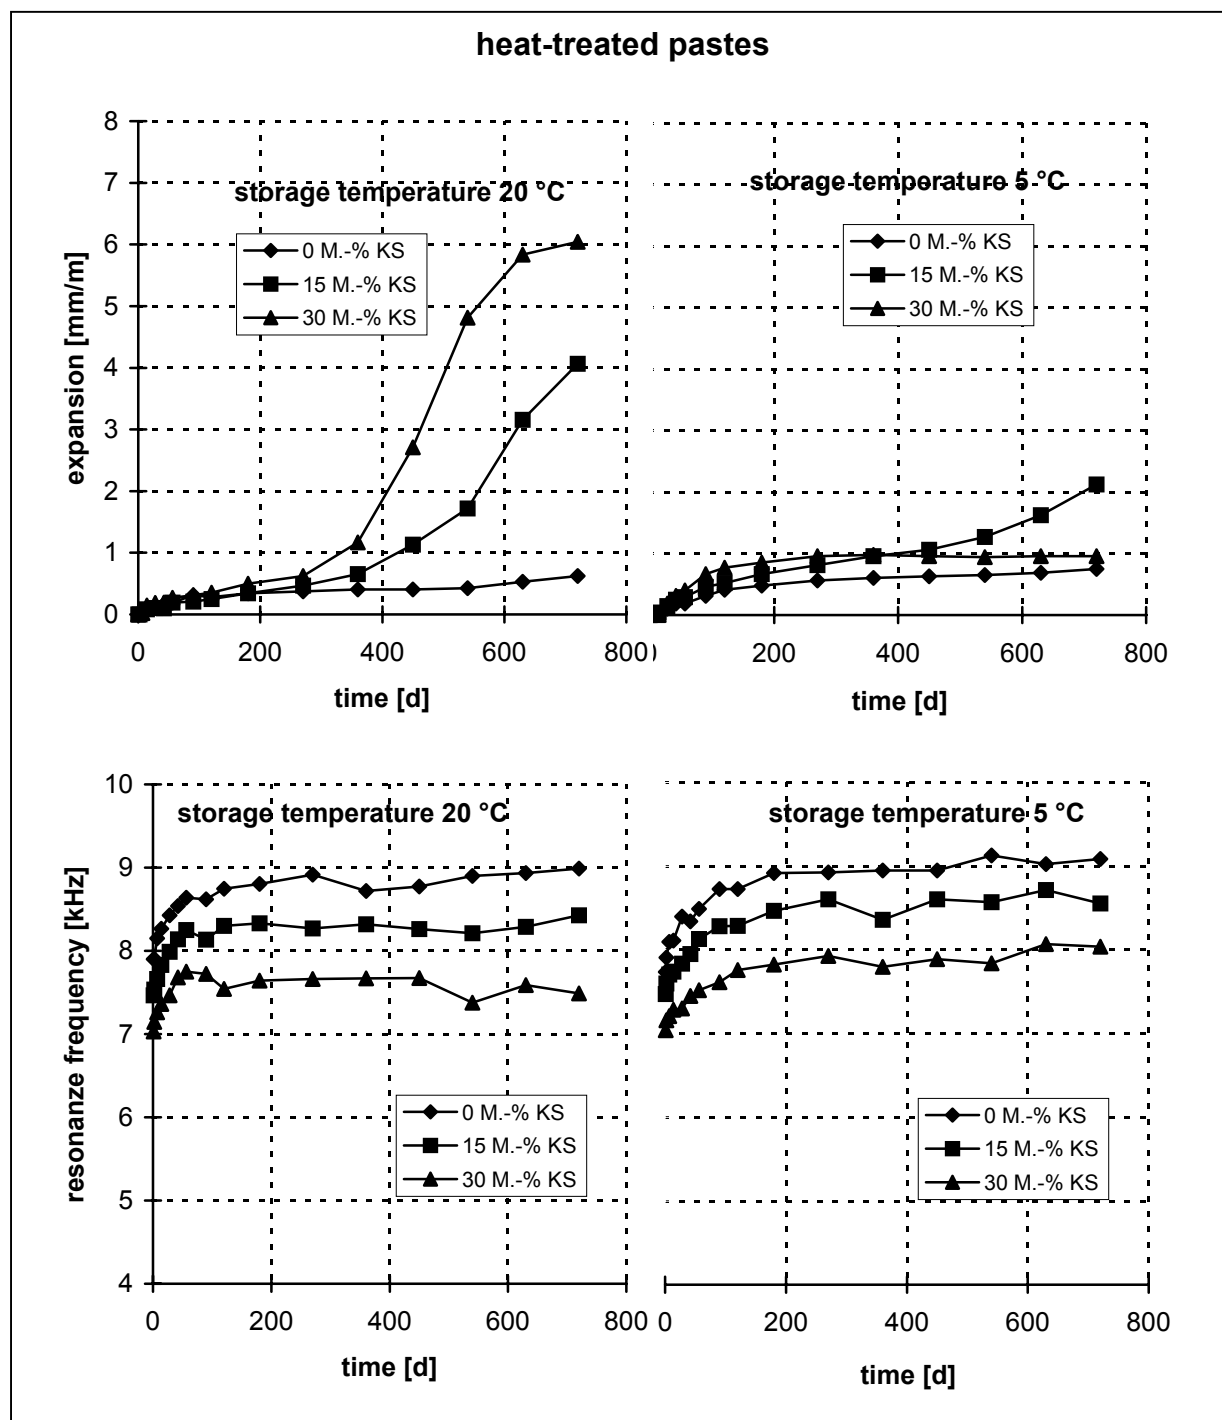 heat-treated pastes
8
7
6
5
4
3
2
1
0
expansion [mm/m]
storage temperature 20 °C
0 M.-% KS
15 M.-% KS
30 M.-% KS
0
200
400
600
800
time [d]
storage temperature 5 °C
0 M.-% KS
15 M.-% KS
30 M.-% KS
200
400
600
800
time [d]
10
9
8
7
6
5
4
resonanze frequency [kHz]
storage temperature 20 °C
0 M.-% KS
15 M.-% KS
30 M.-% KS
0
200
400
600
800
time [d]
storage temperature 5 °C
0 M.-% KS
15 M.-% KS
30 M.-% KS
0
200
400
600
800
time [d]